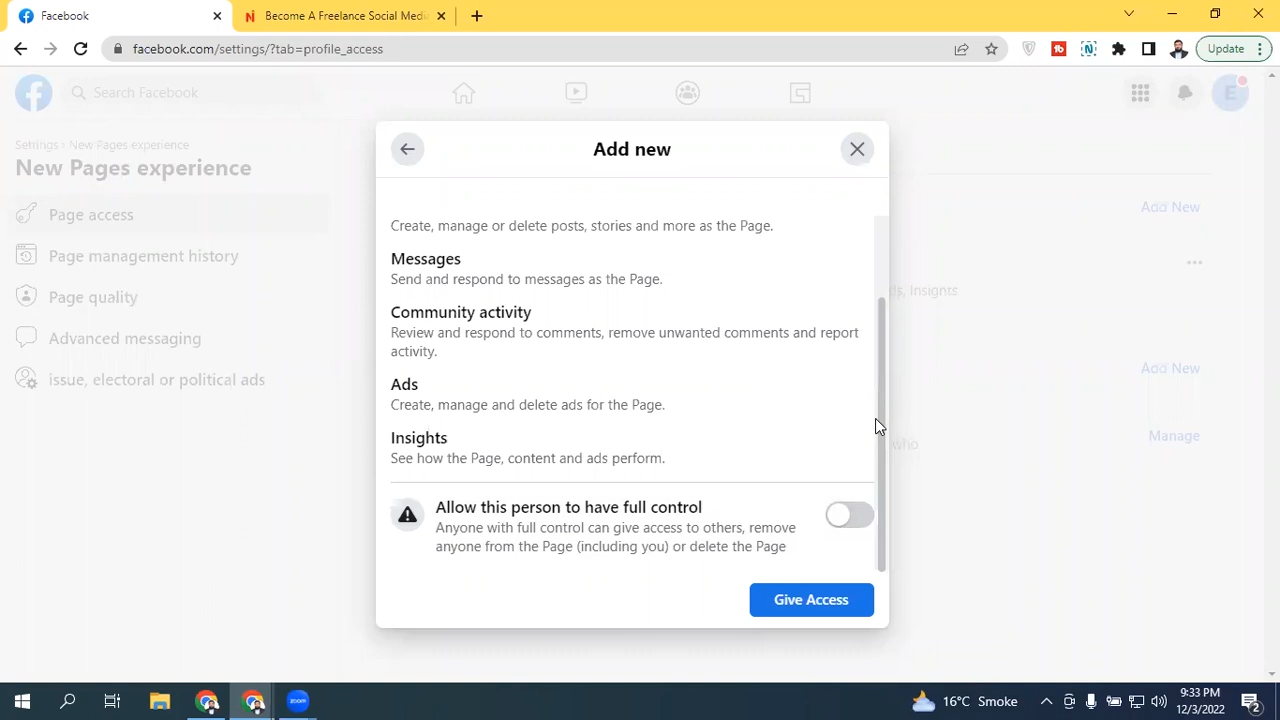 Facebook
Become A Freelance Social Medi
facebook.com/settings/?tab=profile_access
Update
Search Facebook
E
Settings › New Pages experience
New Pages experience
Page access
Page management history
Page quality
Advanced messaging
issue, electoral or political ads
Add new
Create, manage or delete posts, stories and more as the Page.
Messages
Send and respond to messages as the Page.
Community activity
Review and respond to comments, remove unwanted comments and report
activity.
Ads
Create, manage and delete ads for the Page.
Insights
See how the Page, content and ads perform.
Allow this person to have full control
Anyone with full control can give access to others, remove
anyone from the Page (including you) or delete the Page
Give Access
Add New
Insights
Add New
Manage
who
zoom
16°C Smoke
9:33 PM
12/3/2022
2